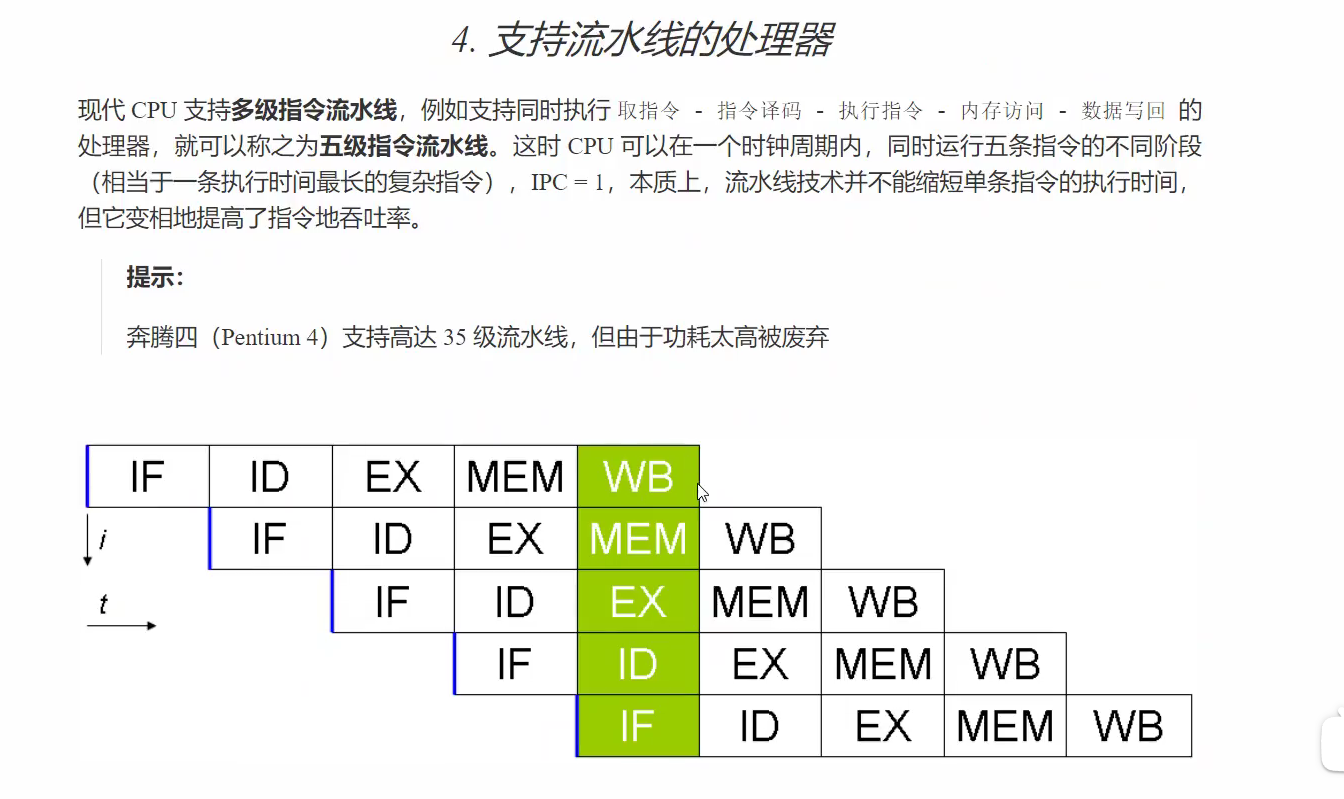 4. 支持流水线的处理器
现代 CPU 支持多级指令流水线，例如支持同时执行 取指令 - 指令译码 - 执行指令 - 内存访问 - 数据写回 的
处理器，就可以称之为五级指令流水线。这时 CPU 可以在一个时钟周期内，同时运行五条指令的不同阶段
（相当于一条执行时间最长的复杂指令），IPC = 1，本质上，流水线技术并不能缩短单条指令的执行时间，
但它变相地提高了指令地吞吐率。
提示：
奔腾四（Pentium 4）支持高达 35 级流水线，但由于功耗太高被废弃
IF ID EX MEM WB
i IF ID EX MEM WB
t IF ID EX MEM WB
IF ID EX MEM WB
IF ID EX MEM WB